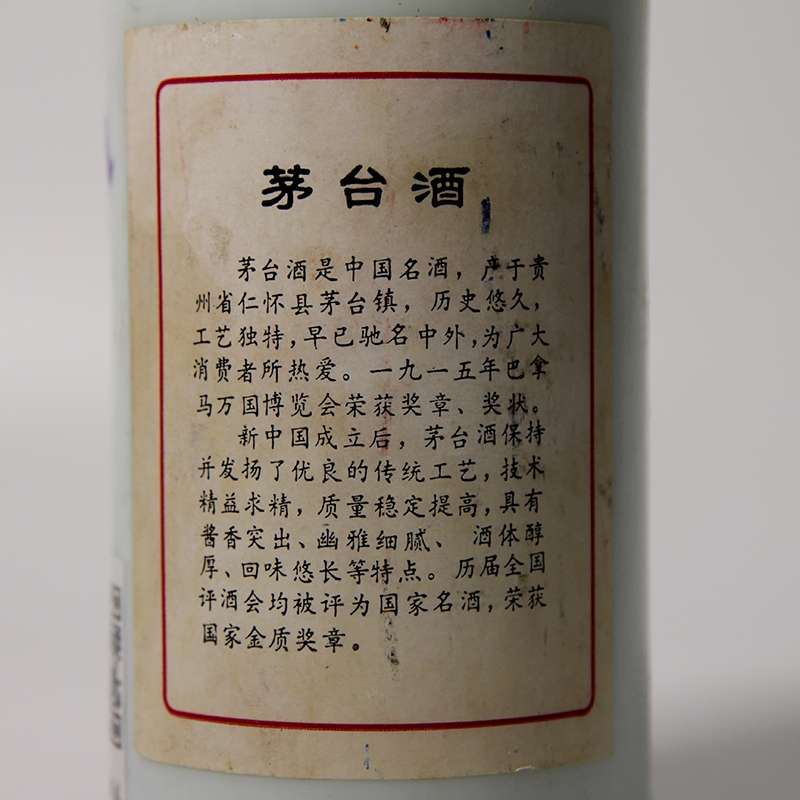 茅台酒
茅台酒是中国名酒，产于贵
州省仁怀县茅台镇，历史悠久，
工艺独特，早已驰名中外，为广大
消费者所热爱。一九一五年巴拿
马万国博览会荣获奖章、奖状。
新中国成立后，茅台酒保持
并发扬了优良的传统工艺，技术
精益求精，质量稳定提高，具有
酱香突出、幽雅细腻、酒体醇
厚、回味悠长等特点。历届全国
评酒会均被评为国家名酒，荣获
国家金质奖章。